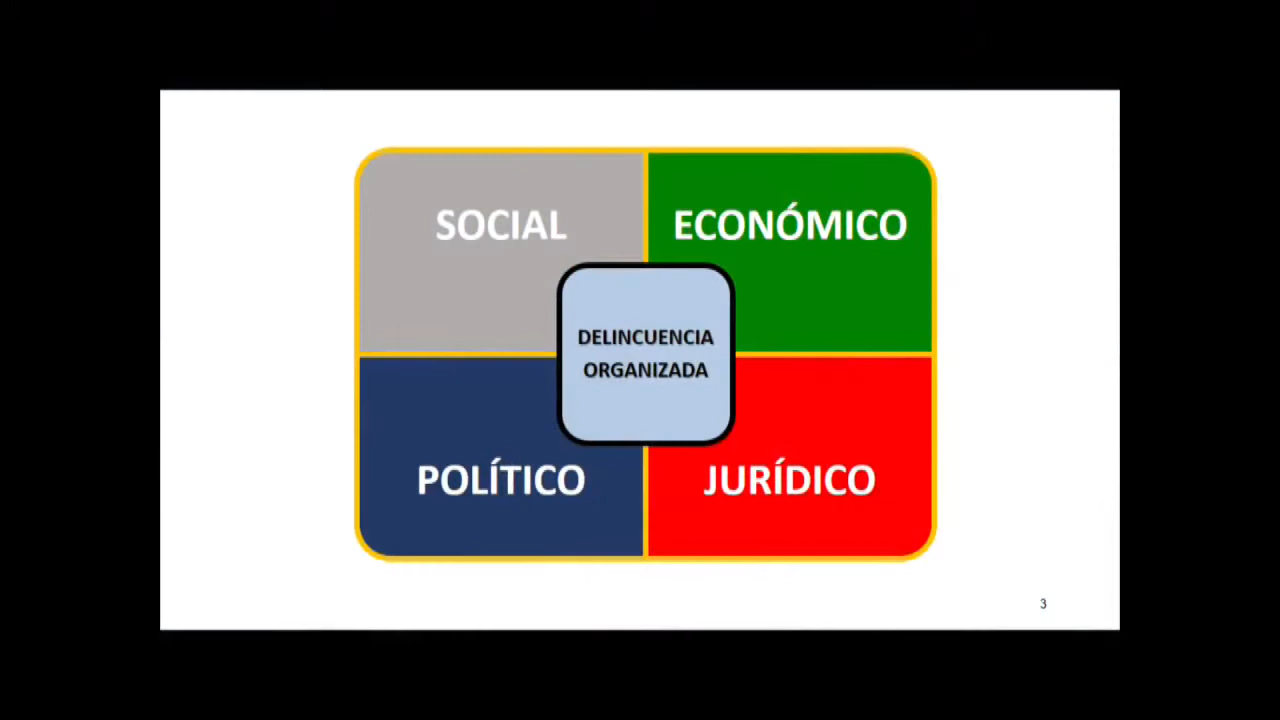 SOCIAL
ECONÓMICO
DELINCUENCIA
ORGANIZADA
POLÍTICO
JURÍDICO
3